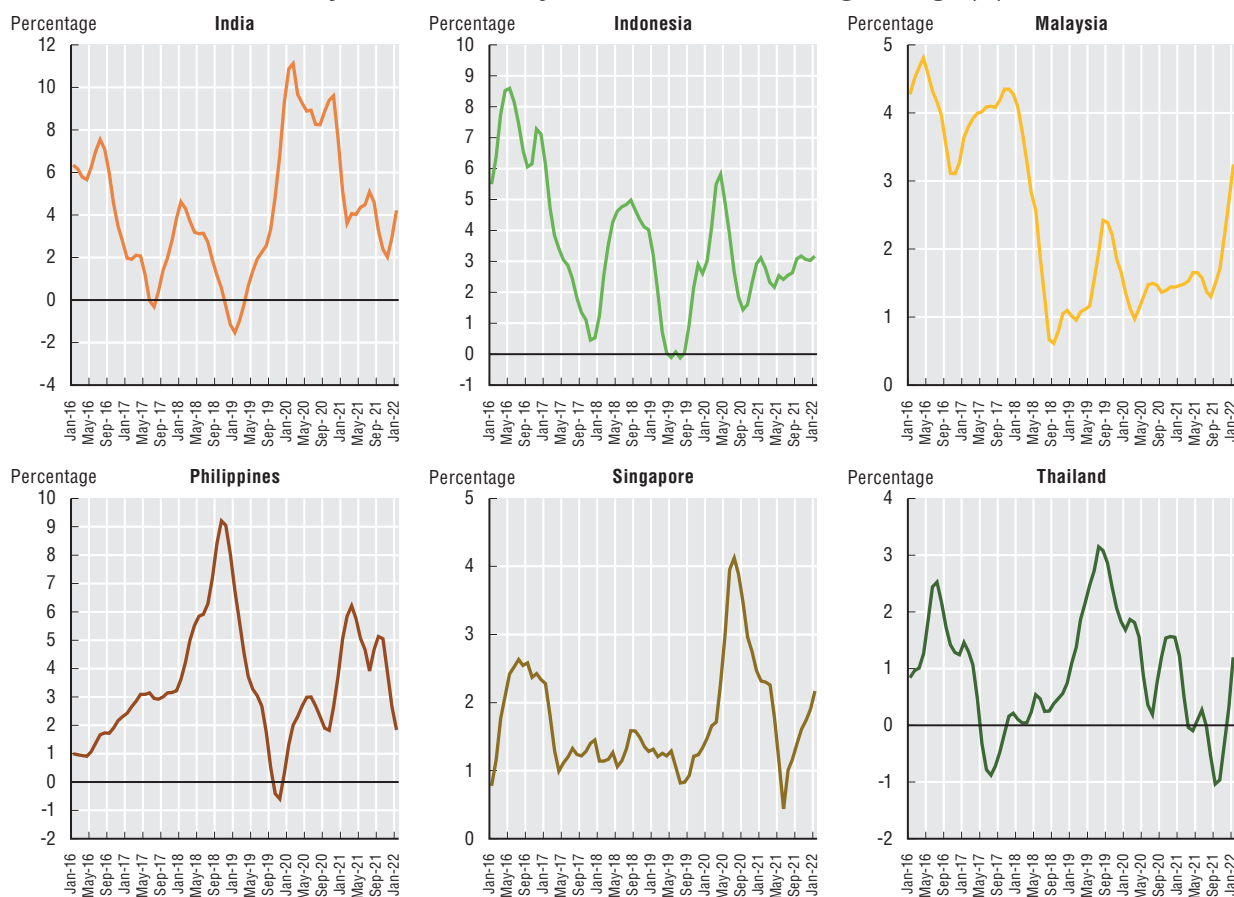 Percentage
India
12
10
8
6
4
2
0
-2
-4
Jan-16
May-16
Sep-16
Jan-17
May-17
Sep-17
Jan-18
May-18
Sep-18
Jan-19
May-19
Sep-19
Jan-20
May-20
Sep-20
Jan-21
May-21
Sep-21
Jan-22
Percentage
Indonesia
10
9
8
7
6
5
4
3
2
1
0
-1
Jan-16
May-16
Sep-16
Jan-17
May-17
Sep-17
Jan-18
May-18
Sep-18
Jan-19
May-19
Sep-19
Jan-20
May-20
Sep-20
Jan-21
May-21
Sep-21
Jan-22
Percentage
Malaysia
5
4
3
2
1
0
Jan-16
May-16
Sep-16
Jan-17
May-17
Sep-17
Jan-18
May-18
Sep-18
Jan-19
May-19
Sep-19
Jan-20
May-20
Sep-20
Jan-21
May-21
Sep-21
Jan-22
Percentage
Philippines
10
9
8
7
6
5
4
3
2
1
0
-1
-2
Jan-16
May-16
Sep-16
Jan-17
May-17
Sep-17
Jan-18
May-18
Sep-18
Jan-19
May-19
Sep-19
Jan-20
May-20
Sep-20
Jan-21
May-21
Sep-21
Jan-22
Percentage
Singapore
5
4
3
2
1
0
Jan-16
May-16
Sep-16
Jan-17
May-17
Sep-17
Jan-18
May-18
Sep-18
Jan-19
May-19
Sep-19
Jan-20
May-20
Sep-20
Jan-21
May-21
Sep-21
Jan-22
Percentage
Thailand
4
3
2
1
0
-1
-2
Jan-16
May-16
Sep-16
Jan-17
May-17
Sep-17
Jan-18
May-18
Sep-18
Jan-19
May-19
Sep-19
Jan-20
May-20
Sep-20
Jan-21
May-21
Sep-21
Jan-22